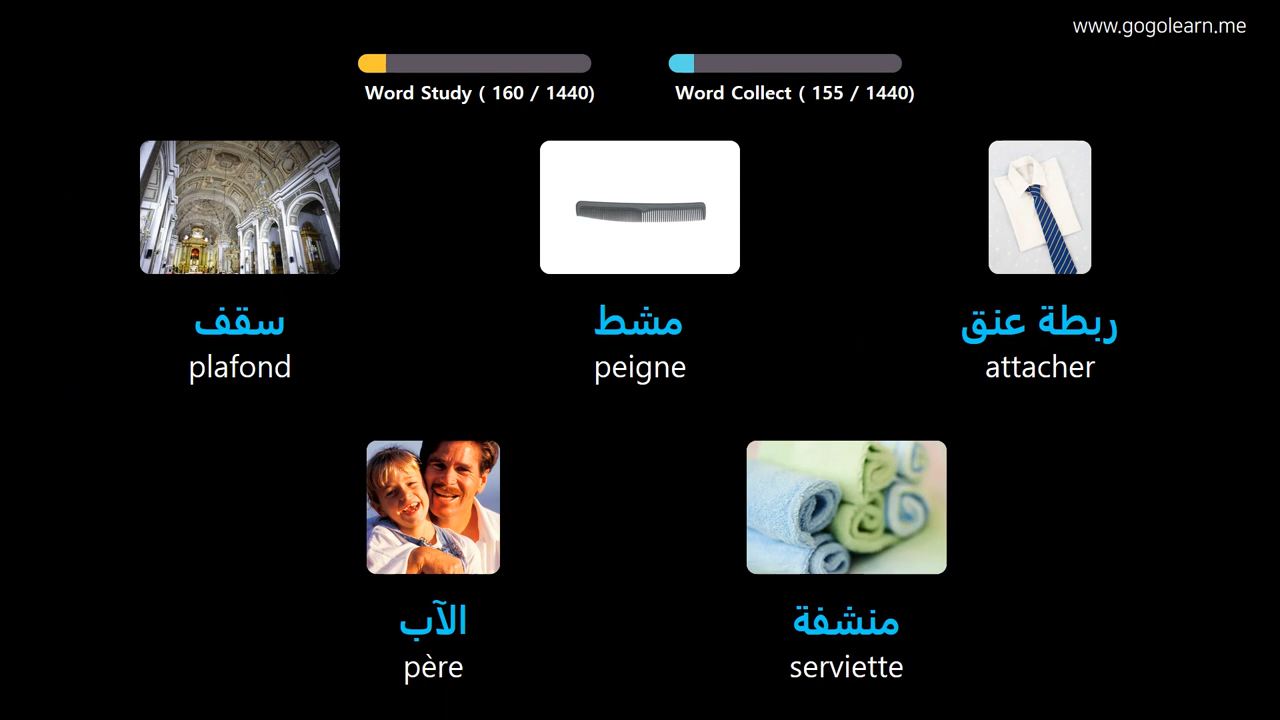 www.gogolearn.me
Word Study ( 160 / 1440)
Word Collect ( 155 / 1440)
سقف
plafond
مشط
peigne
ربطة عنق
attacher
الآب
père
منشفة
serviette